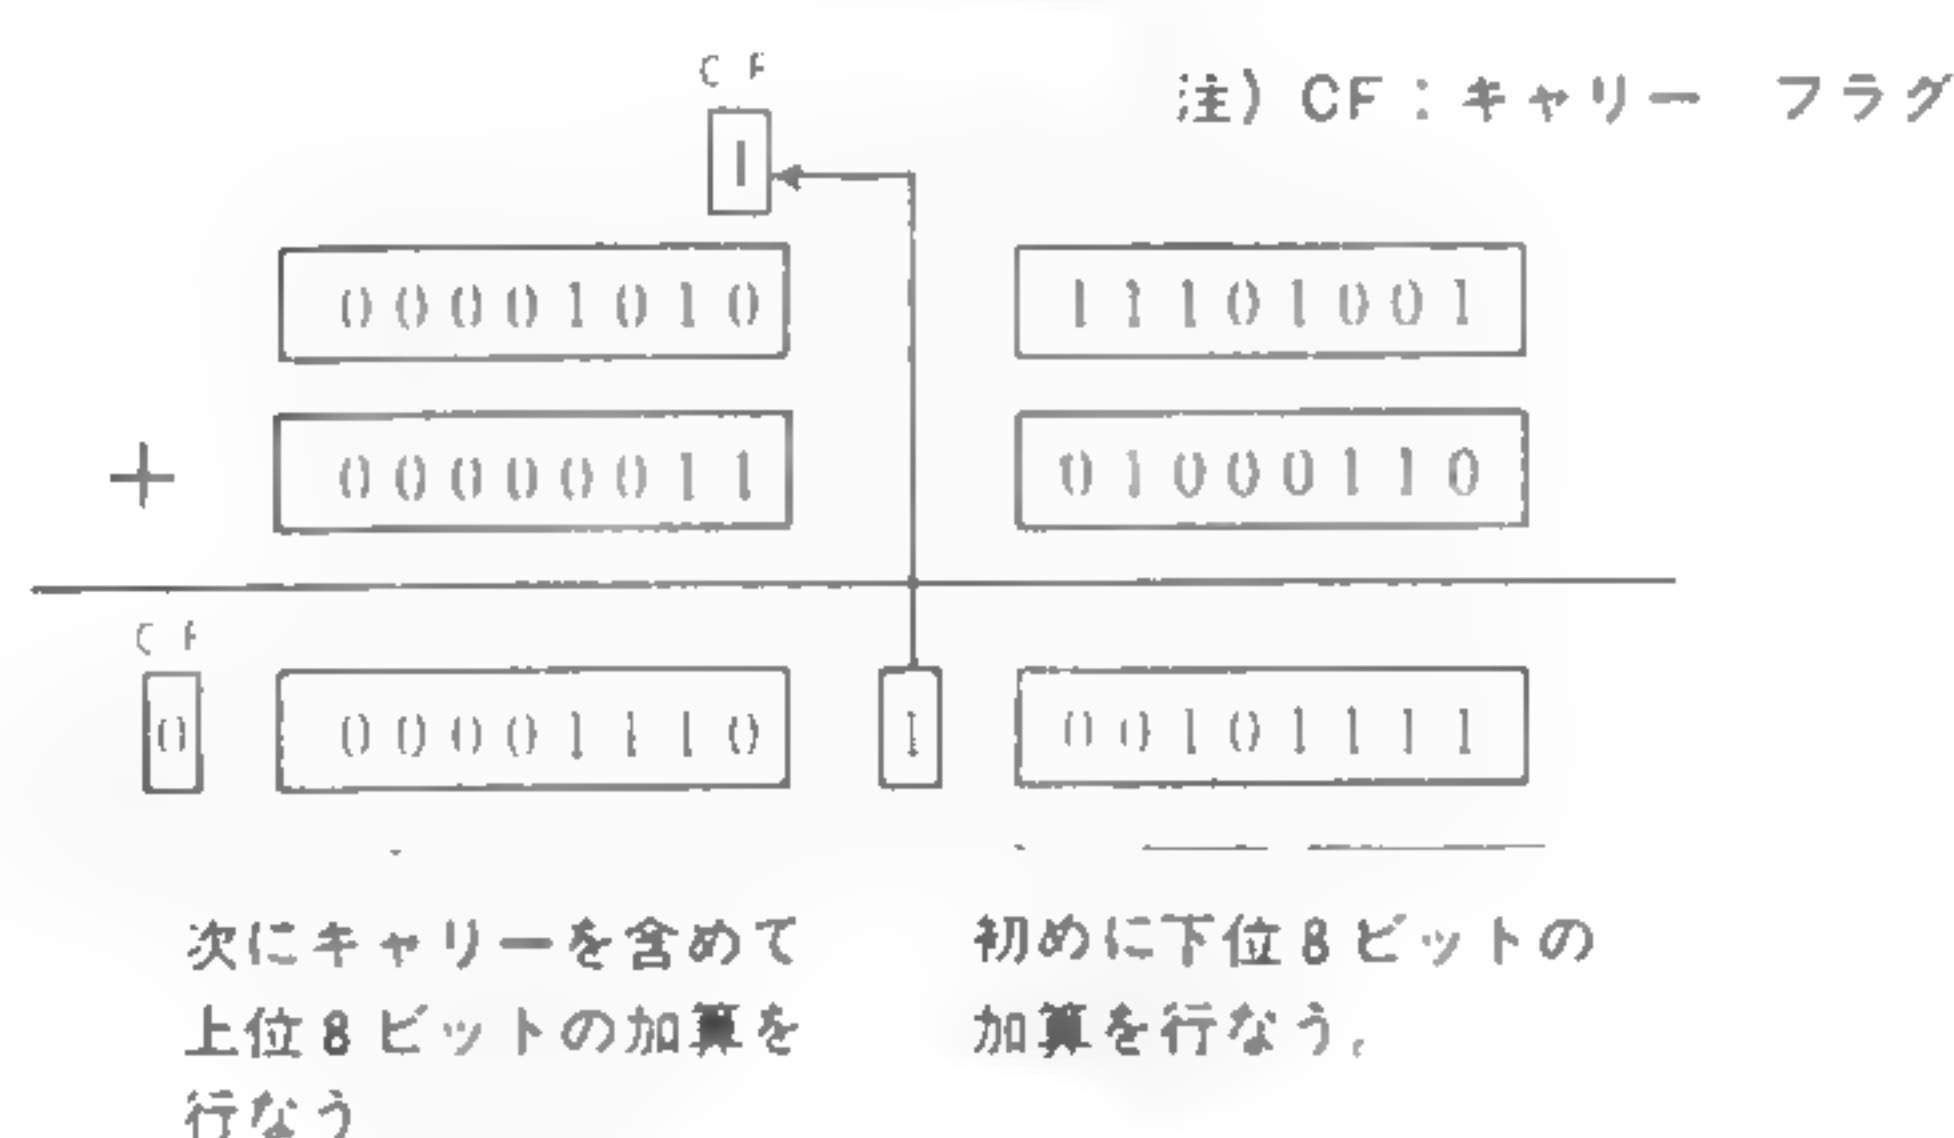 CF
注) CF：キャリー フラグ
1
00001010
11101001
+
00000011
01000110
CF
0
00001110
1
00101111
次にキャリーを含めて
上位8ビットの加算を
行なう
初めに下位8ビットの
加算を行なう。